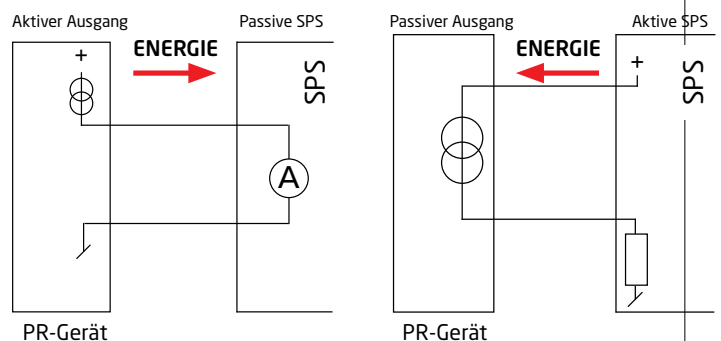 Aktiver Ausgang
Passive SPS
ENERGIE
+
SPS
A
PR-Gerät
Passiver Ausgang
Aktive SPS
ENERGIE
+
SPS
PR-Gerät